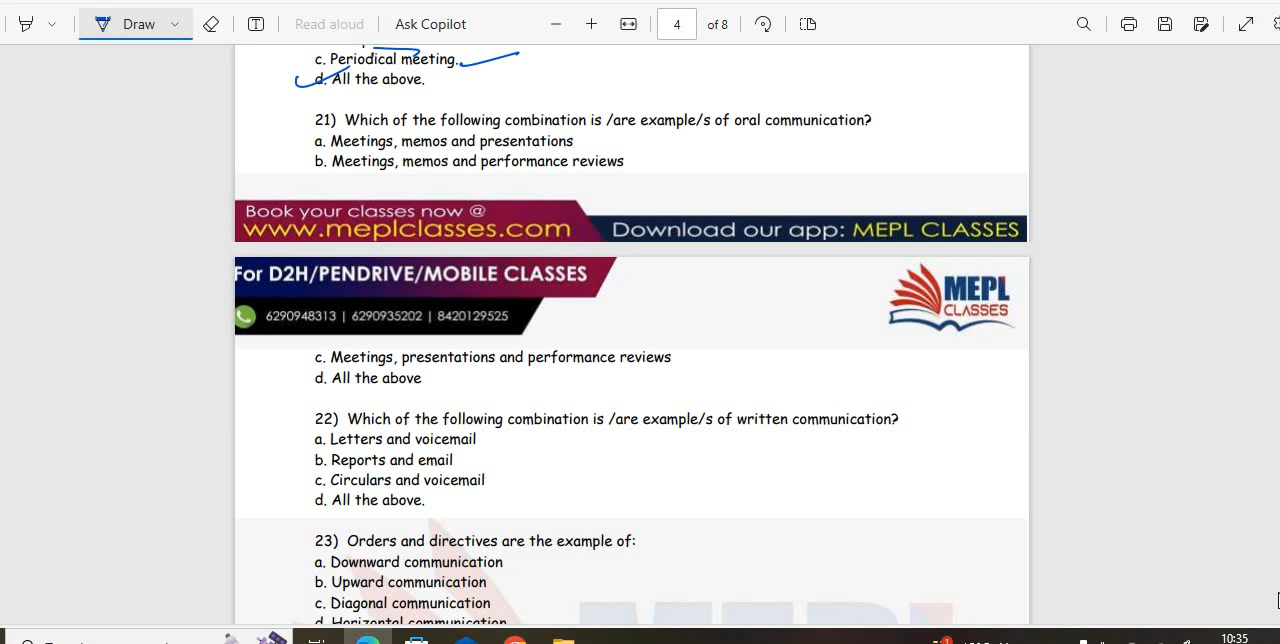 Draw
Read aloud
Ask Copilot
4
of 8
c. Periodical meeting.
d. All the above.
21) Which of the following combination is /are example/s of oral communication?
a. Meetings, memos and presentations
b. Meetings, memos and performance reviews
Book your classes now @
www.meplclasses.com
Download our app: MEPL CLASSES
For D2H/PENDRIVE/MOBILE CLASSES
6290948313 | 6290935202 | 8420129525
MEPL
CLASSES
c. Meetings, presentations and performance reviews
d. All the above
22) Which of the following combination is /are example/s of written communication?
a. Letters and voicemail
b. Reports and email
c. Circulars and voicemail
d. All the above.
23) Orders and directives are the example of:
a. Downward communication
b. Upward communication
c. Diagonal communication
d. Horizontal communication
10:35